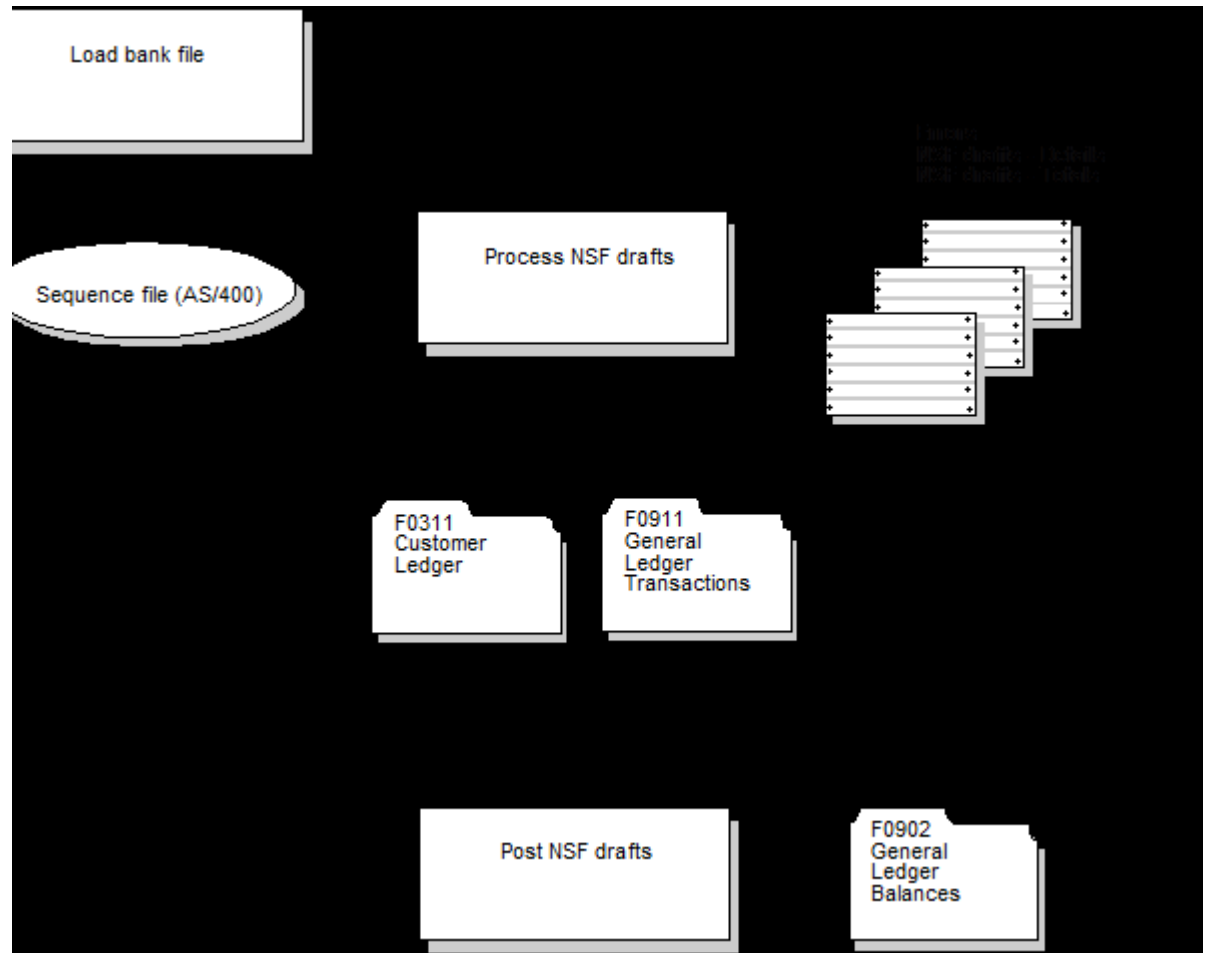 Load bank file
Process NSF drafts
Sequence file (AS/400)
F0311
Customer
Ledger
F0911
General
Ledger
Transactions
Post NSF drafts
F0902
General
Ledger
Balances